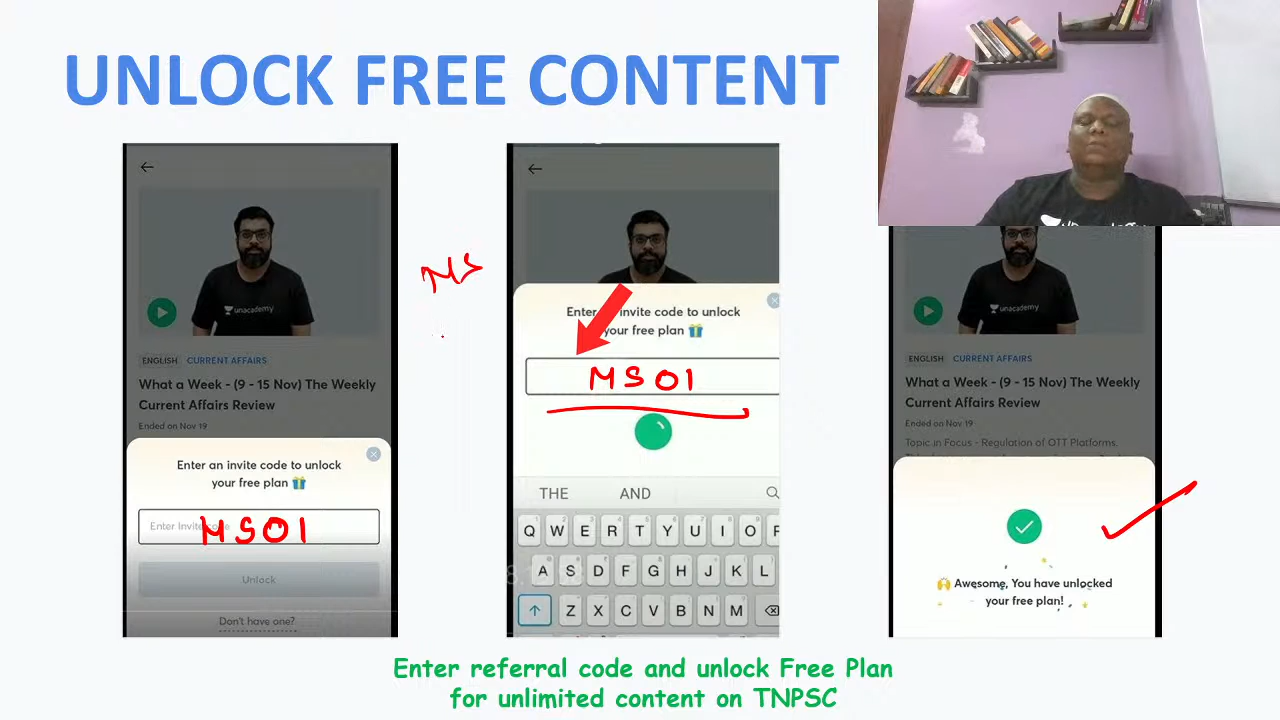 UNLOCK FREE CONTENT
unacademy
ENGLISH CURRENT AFFAIRS
What a Week - (9 - 15 Nov) The Weekly
Current Affairs Review
Ended on Nov 19
Enter an invite code to unlock
your free plan
MS01
Unlock
Don't have one?
MS
Enter an invite code to unlock
your free plan
MS01
THE AND
Q W E R T Y U I O P
A S D F G H J K L
Z X C V B N M
unacademy
ENGLISH CURRENT AFFAIRS
What a Week - (9 - 15 Nov) The Weekly
Current Affairs Review
Ended on Nov 19
Topic in Focus - Regulation of OTT Platforms.
Awesome, You have unlocked
your free plan!
Enter referral code and unlock Free Plan
for unlimited content on TNPSC